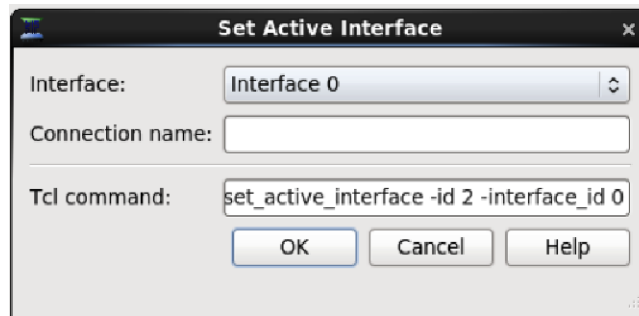 Set Active Interface
Interface: Interface 0
Connection name:
Tcl command: set_active_interface -id 2 -interface_id 0
OK Cancel Help